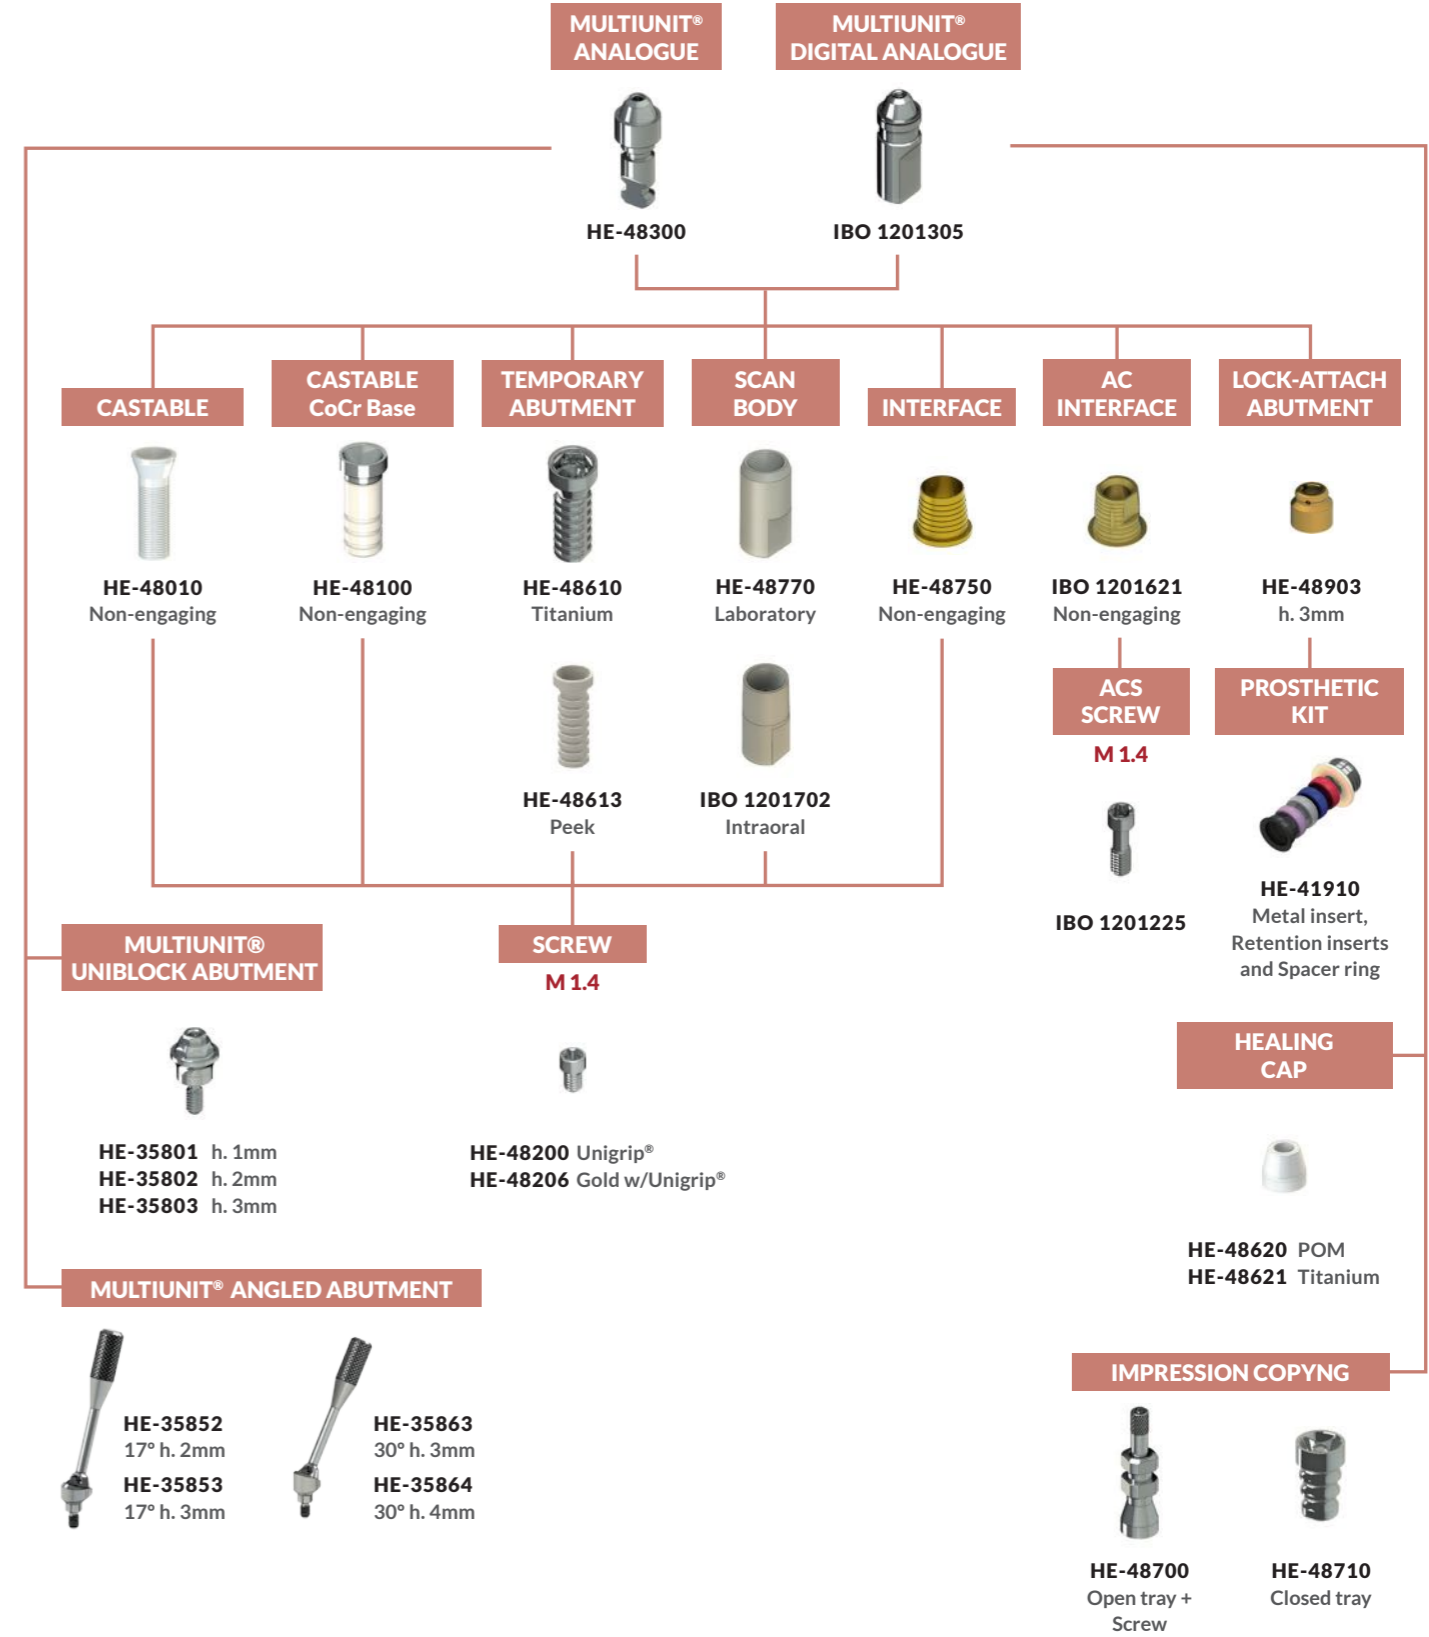 MULTIUNIT®
ANALOGUE
MULTIUNIT®
DIGITAL ANALOGUE
HE-48300
IBO 1201305
CASTABLE
CASTABLE
CoCr Base
TEMPORARY
ABUTMENT
SCAN
BODY
INTERFACE
AC
INTERFACE
LOCK-ATTACH
ABUTMENT
HE-48010
Non-engaging
HE-48100
Non-engaging
HE-48610
Titanium
HE-48770
Laboratory
HE-48750
Non-engaging
IBO 1201621
Non-engaging
HE-48903
h. 3mm
HE-48613
Peek
IBO 1201702
Intraoral
ACS
SCREW
M 1.4
IBO 1201225
PROSTHETIC
KIT
HE-41910
Metal insert,
Retention inserts
and Spacer ring
MULTIUNIT®
UNIBLOCK ABUTMENT
HE-35801 h. 1mm
HE-35802 h. 2mm
HE-35803 h. 3mm
SCREW
M 1.4
HE-48200 Unigrip®
HE-48206 Gold w/Unigrip®
HEALING
CAP
HE-48620 POM
HE-48621 Titanium
MULTIUNIT® ANGLED ABUTMENT
HE-35852
17° h. 2mm
HE-35853
17° h. 3mm
HE-35863
30° h. 3mm
HE-35864
30° h. 4mm
IMPRESSION COPYNG
HE-48700
Open tray +
Screw
HE-48710
Closed tray